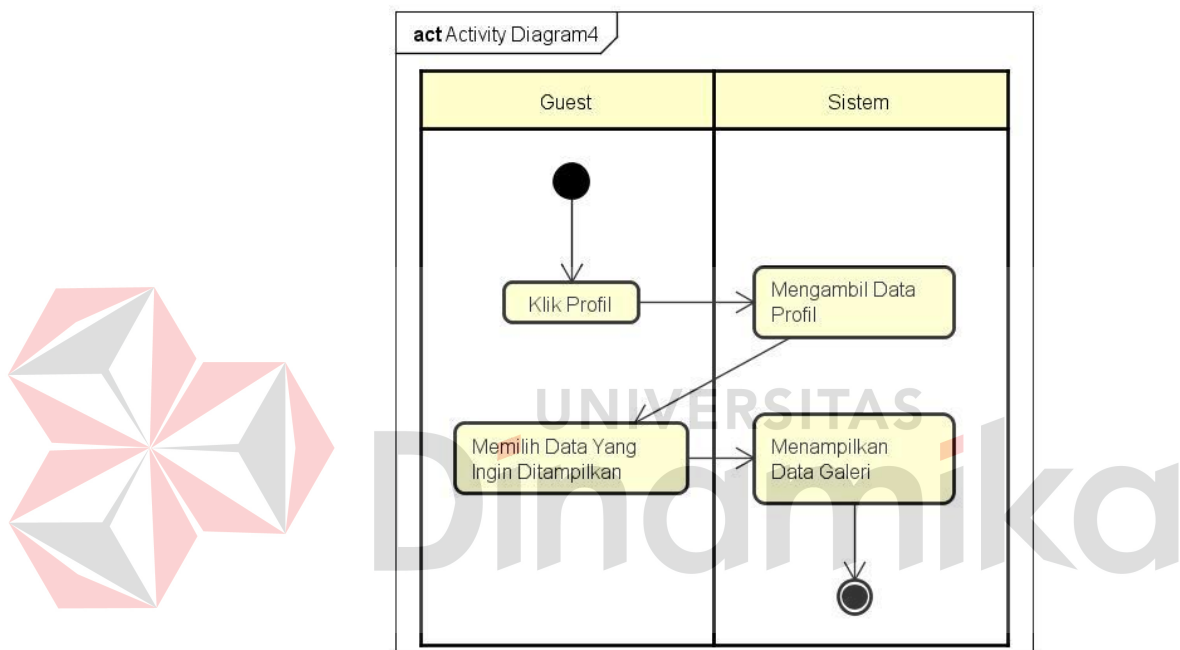 act Activity Diagram4
Guest
Sistem
Klik Profil
Mengambil Data
Profil
Memilih Data Yang
Ingin Ditampilkan
Menampilkan
Data Galeri
UNIVERSITAS
Dinamika